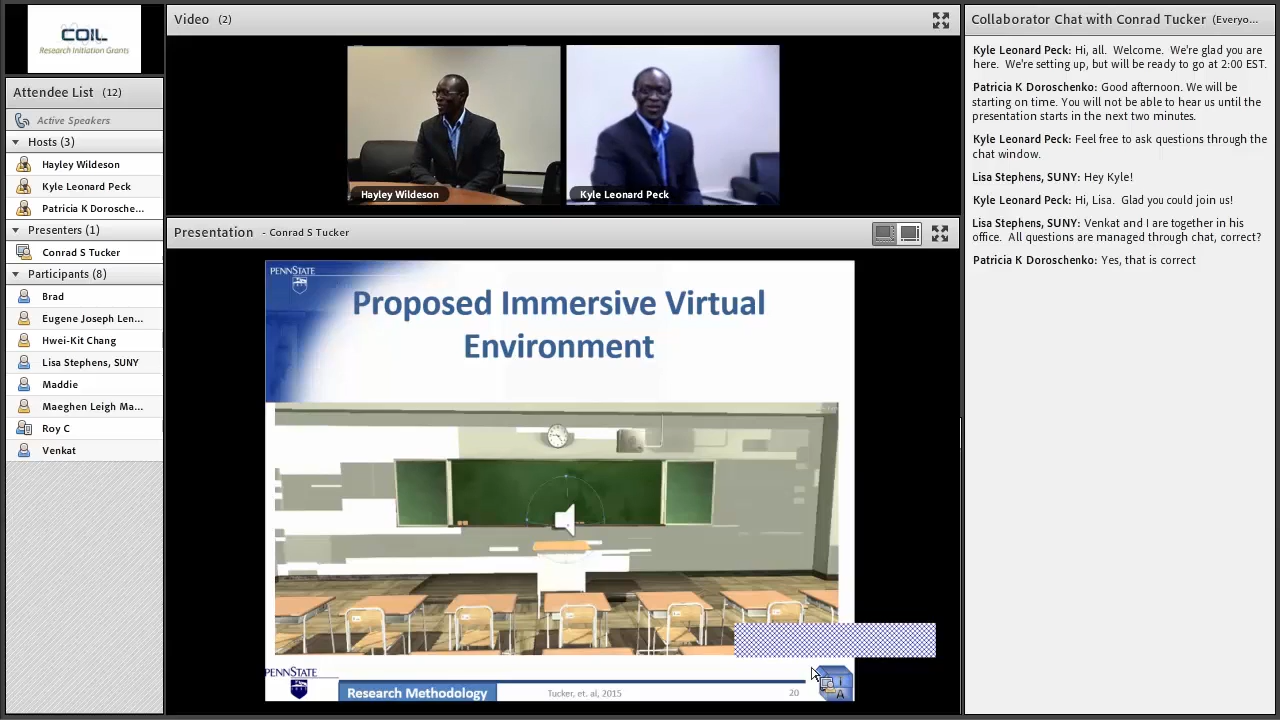 COIL
Research Initiation Grants
Attendee List (12)
Active Speakers
Hosts (3)
Hayley Wildeson
Kyle Leonard Peck
Patricia K Dorosche...
Presenters (1)
Conrad S Tucker
Participants (8)
Brad
Eugene Joseph Len...
Hwei-Kit Chang
Lisa Stephens, SUNY
Maddie
Maeghen Leigh Ma...
Roy C
Venkat
Video (2)
Hayley Wildeson
Kyle Leonard Peck
Presentation - Conrad S Tucker
PENNSTATE
Proposed Immersive Virtual
Environment
PENNSTATE
Research Methodology
Tucker, et. al, 2015
20
I
A
Collaborator Chat with Conrad Tucker (Everyo...
Kyle Leonard Peck: Hi, all. Welcome. We're glad you are
here. We're setting up, but will be ready to go at 2:00 EST.
Patricia K Doroschenko: Good afternoon. We will be
starting on time. You will not be able to hear us until the
presentation starts in the next two minutes.
Kyle Leonard Peck: Feel free to ask questions through the
chat window.
Lisa Stephens, SUNY: Hey Kyle!
Kyle Leonard Peck: Hi, Lisa. Glad you could join us!
Lisa Stephens, SUNY: Venkat and I are together in his
office. All questions are managed through chat, correct?
Patricia K Doroschenko: Yes, that is correct